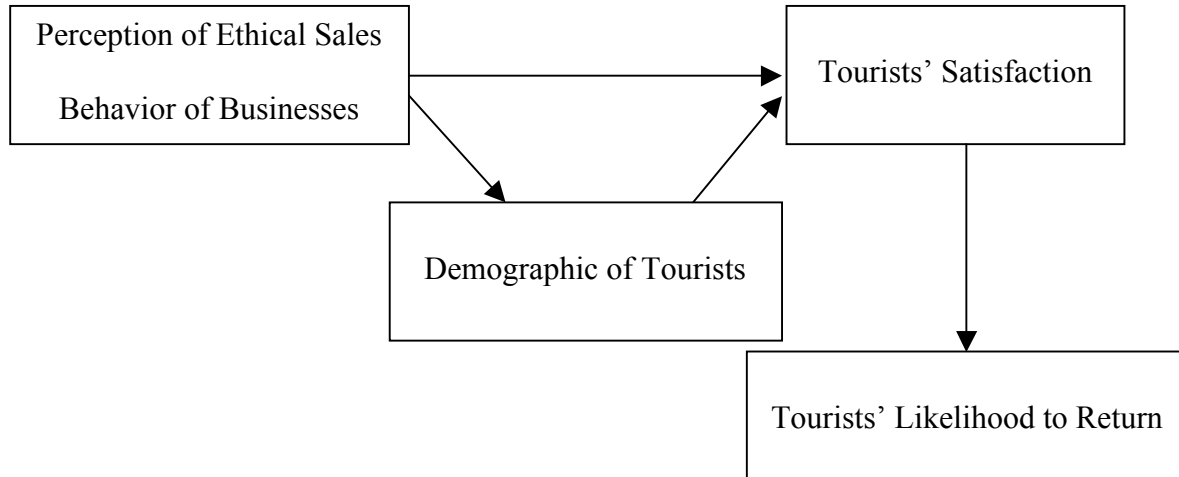 Perception of Ethical Sales
Behavior of Businesses
Tourists’ Satisfaction
Demographic of Tourists
Tourists’ Likelihood to Return